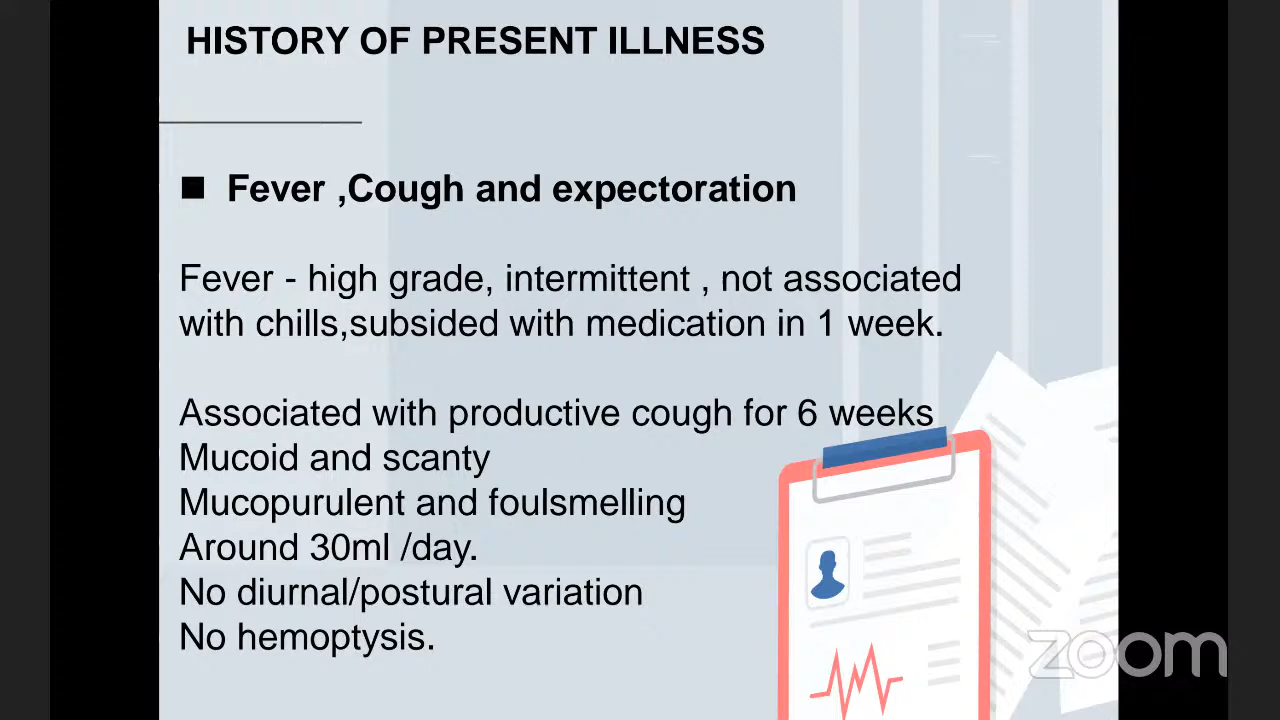 HISTORY OF PRESENT ILLNESS
■ Fever ,Cough and expectoration
Fever - high grade, intermittent , not associated
with chills,subsided with medication in 1 week.
Associated with productive cough for 6 weeks
Mucoid and scanty
Mucopurulent and foulsmelling
Around 30ml /day.
No diurnal/postural variation
No hemoptysis.
zoom